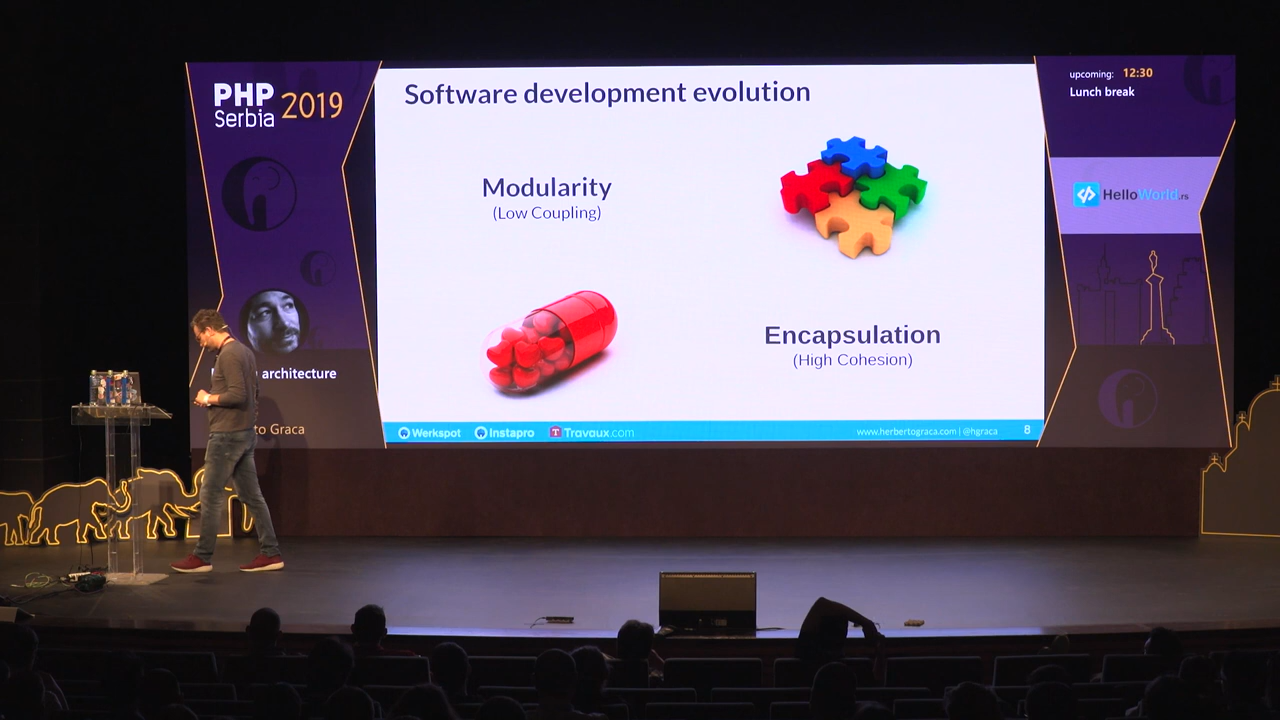 PHP
Serbia
2019
architecture
to Graca
Software development evolution
Modularity
(Low Coupling)
Encapsulation
(High Cohesion)
Werkspot
Instapro
T Travaux.com
www.herbertograca.com | @hgraca
8
upcoming: 12:30
Lunch break
HelloWorld.rs